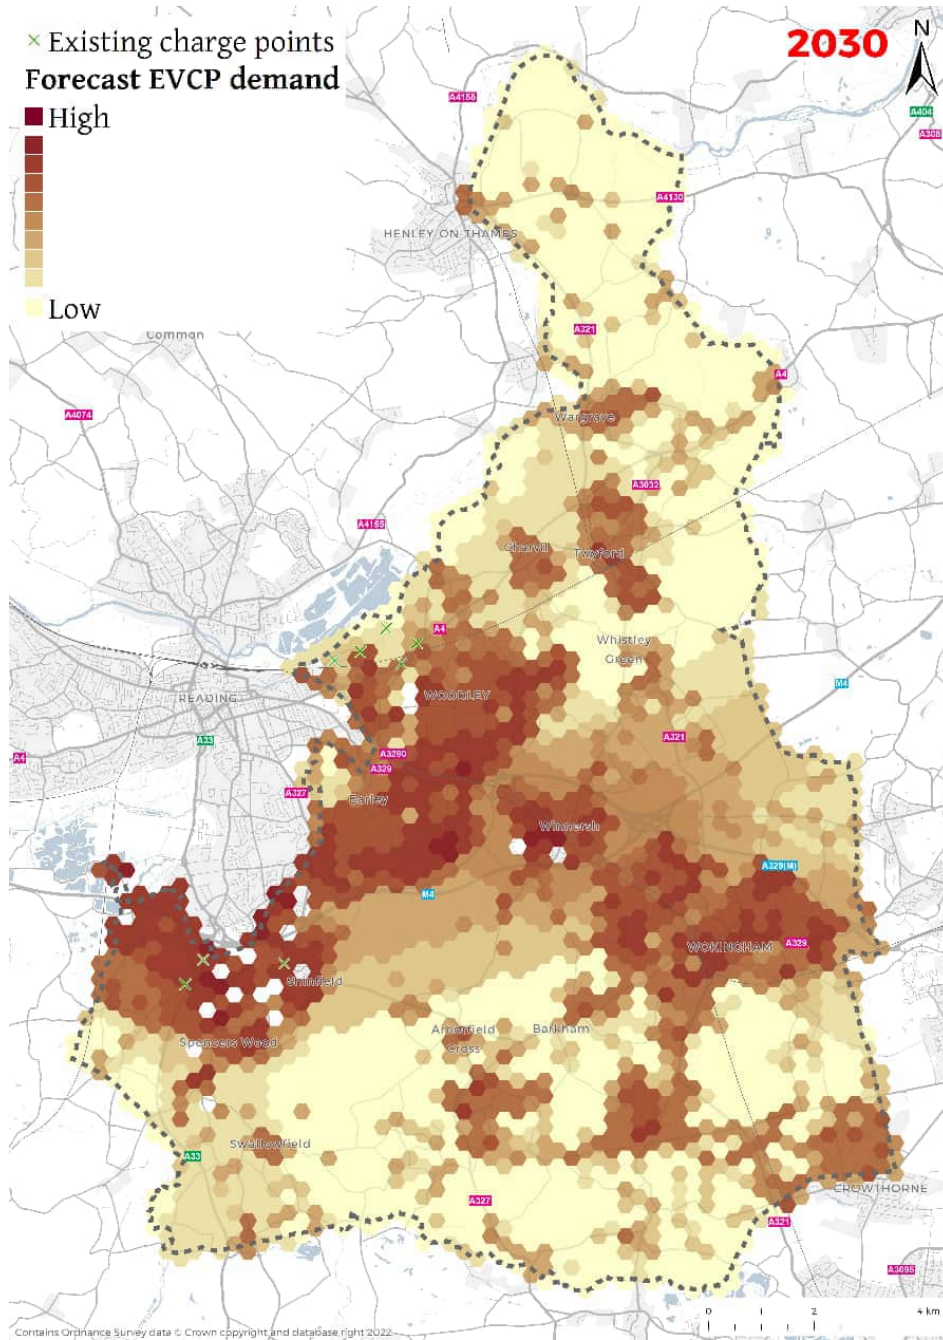 × Existing charge points
Forecast EVCP demand
High
Low
2030
N
A4155
A404
A308
A4130
HENLEY ON THAMES
A321
Common
A4
A4074
Wargrave
A3032
A4155
Charvil
Twyford
A4
Whistley
Green
M4
READING
WOODLEY
A33
A321
A4
A3290
A329
A327
Earley
Winnersh
A329(M)
M4
WOKINGHAM
A329
Shinfield
Arborfield
Cross
Barkham
Spencers Wood
Swallowfield
A33
CROWTHORNE
A327
A321
A3095
0 1 2 4 km
Contains Ordnance Survey data © Crown copyright and database right 2022